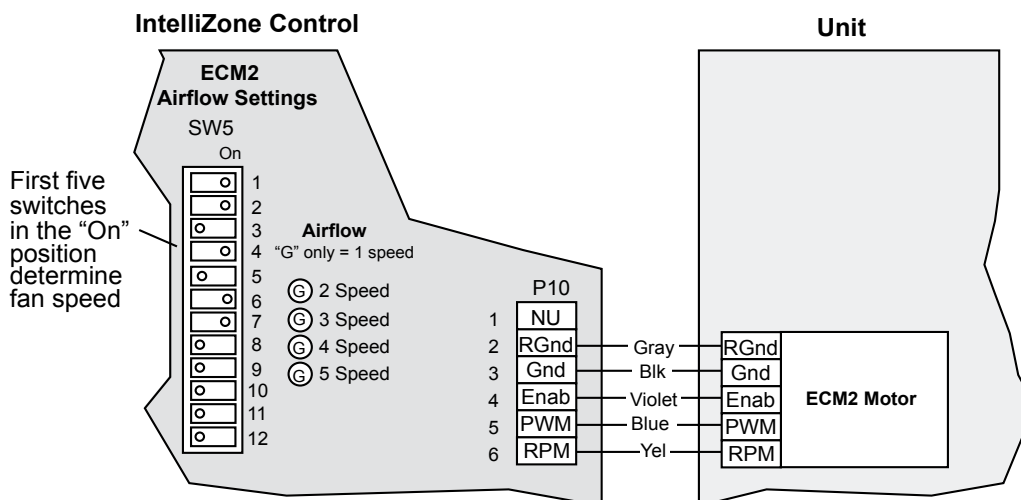 IntelliZone Control
Unit
ECM2
Airflow Settings
SW5
On
1
2
3
4
5
6
7
8
9
10
11
12
First five
switches
in the “On”
position
determine
fan speed
Airflow
“G” only = 1 speed
G 2 Speed
G 3 Speed
G 4 Speed
G 5 Speed
P10
1 NU
2 RGnd Gray RGnd
3 Gnd Blk Gnd
4 Enab Violet Enab
5 PWM Blue PWM
6 RPM Yel RPM
ECM2 Motor